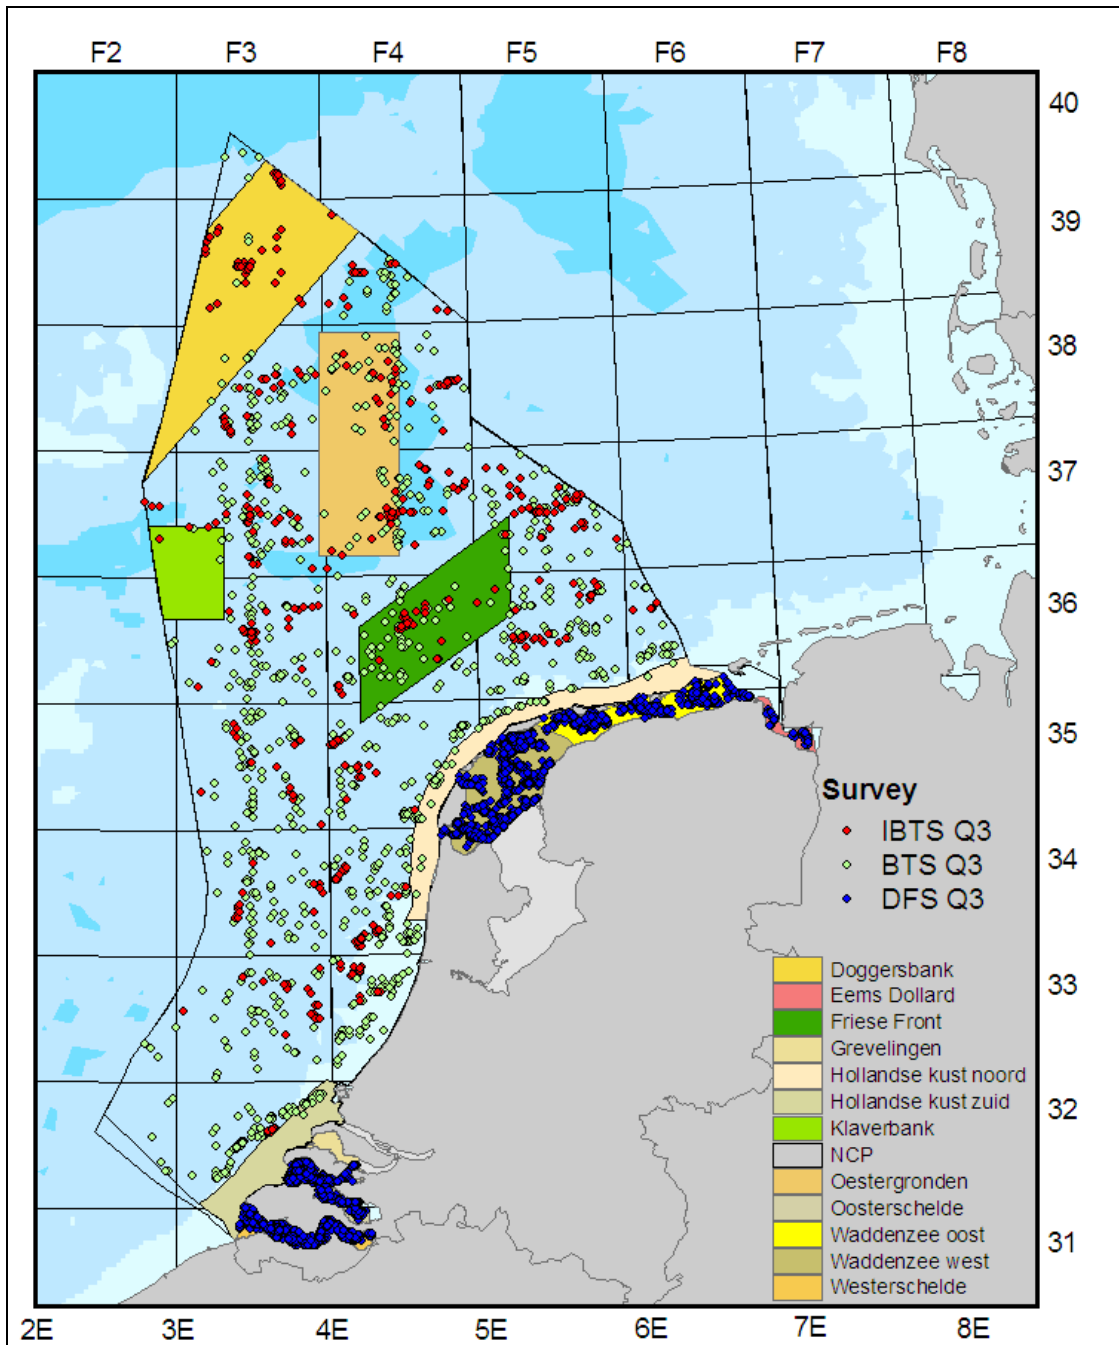 F2 F3 F4 F5 F6 F7 F8
40
39
38
37
36
35
34
33
32
31
Survey
IBTS Q3
BTS Q3
DFS Q3
Doggersbank
Eems Dollard
Friese Front
Grevelingen
Hollandse kust noord
Hollandse kust zuid
Klaverbank
NCP
Oestergronden
Oosterschelde
Waddenzee oost
Waddenzee west
Westerschelde
2E 3E 4E 5E 6E 7E 8E